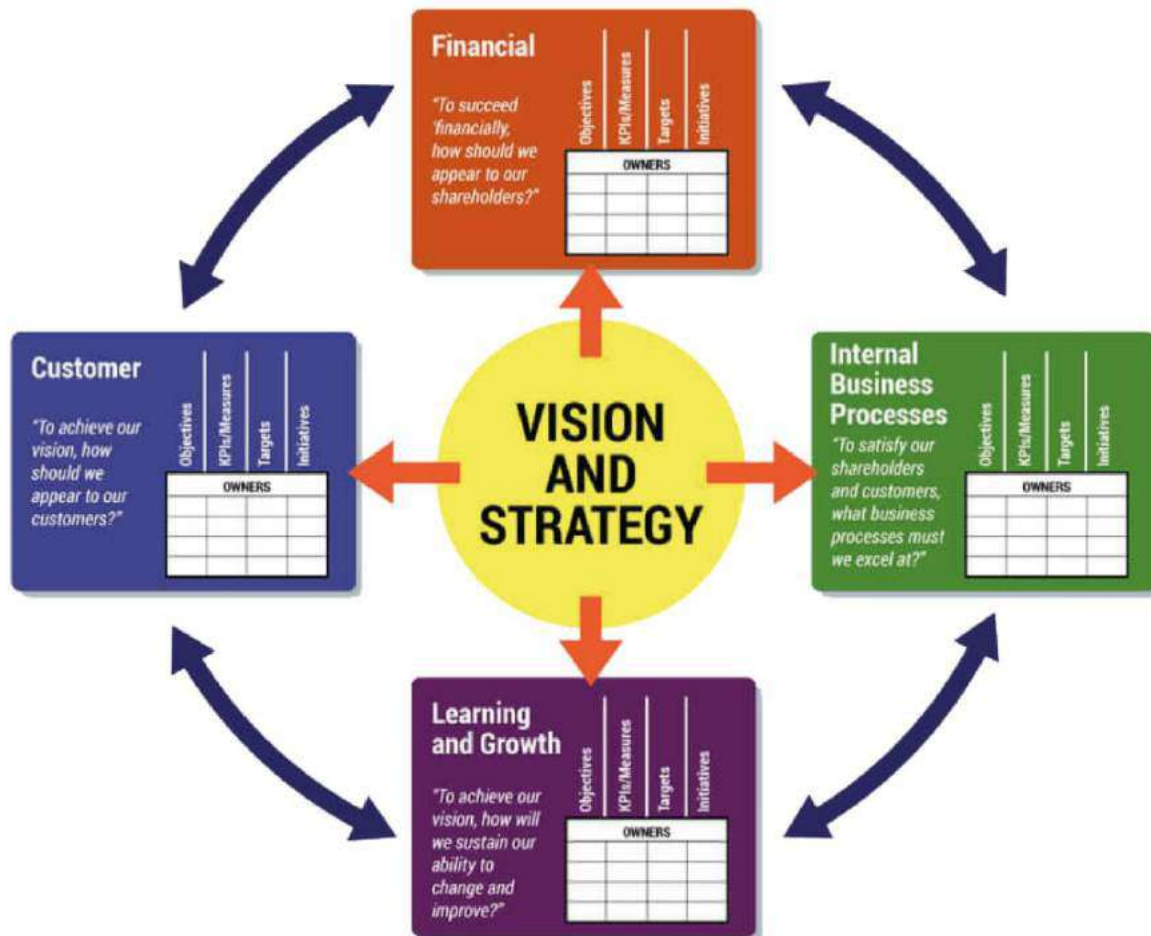 Financial
"To succeed
'financially,
how should we
appear to our
shareholders?"
Objectives
KPIs/Measures
Targets
Initiatives
OWNERS
Customer
"To achieve our
vision, how
should we
appear to our
customers?"
Objectives
KPIs/Measures
Targets
Initiatives
OWNERS
VISION
AND
STRATEGY
Internal
Business
Processes
"To satisfy our
shareholders
and customers,
what business
processes must
we excel at?"
Objectives
KPIs/Measures
Targets
Initiatives
OWNERS
Learning
and Growth
"To achieve our
vision, how will
we sustain our
ability to
change and
improve?"
Objectives
KPIs/Measures
Targets
Initiatives
OWNERS